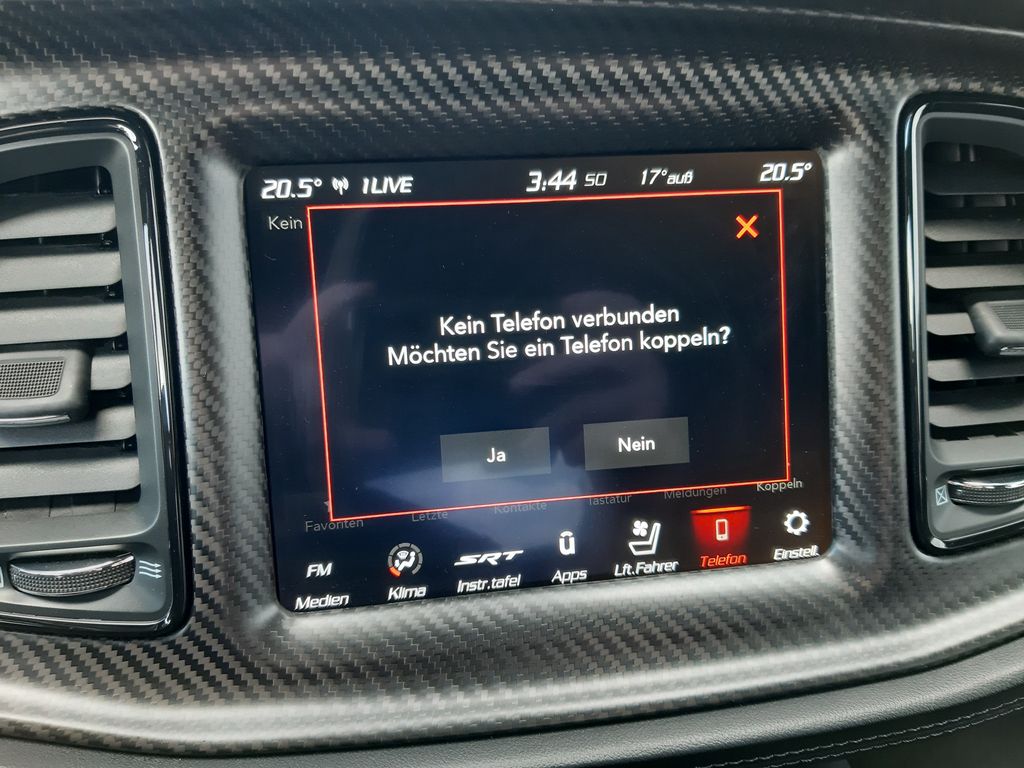 20.5° 1LIVE 3:44 SO 17°auß 20.5°
Kein
Kein Telefon verbunden
Möchten Sie ein Telefon koppeln?
Ja Nein
Favoriten Letzte Kontakte Tastatur Meldungen Koppeln
FM SRT û
Medien Klima Instr.tafel Apps Lft.Fahrer Telefon Einstell.